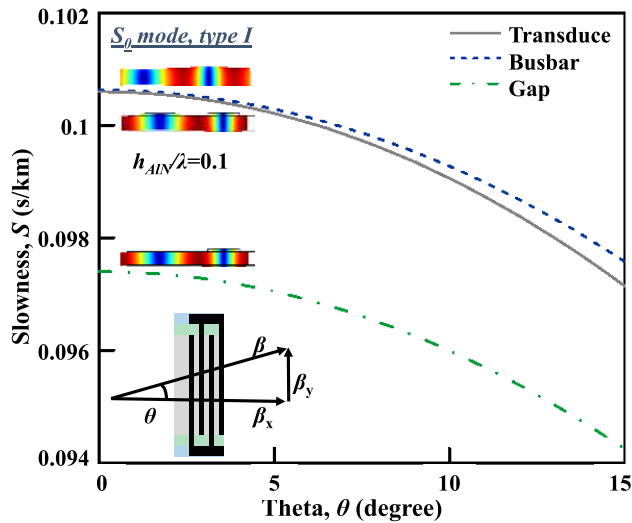 0.102
S0 mode, type I
Transduce
Busbar
Gap
0.1
hAlN/λ=0.1
Slowness, S (s/km)
0.098
0.096
β
βy
θ
βx
0.094
0
5
10
15
Theta, θ (degree)